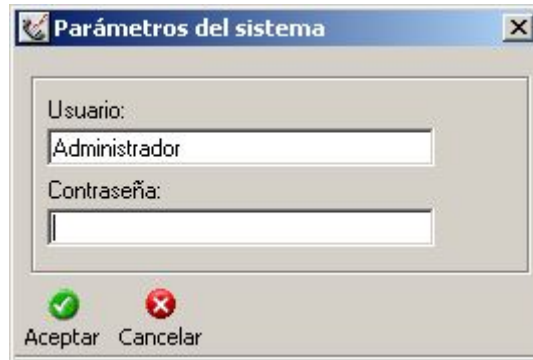 Parámetros del sistema
Usuario:
Administrador
Contraseña:
Aceptar Cancelar